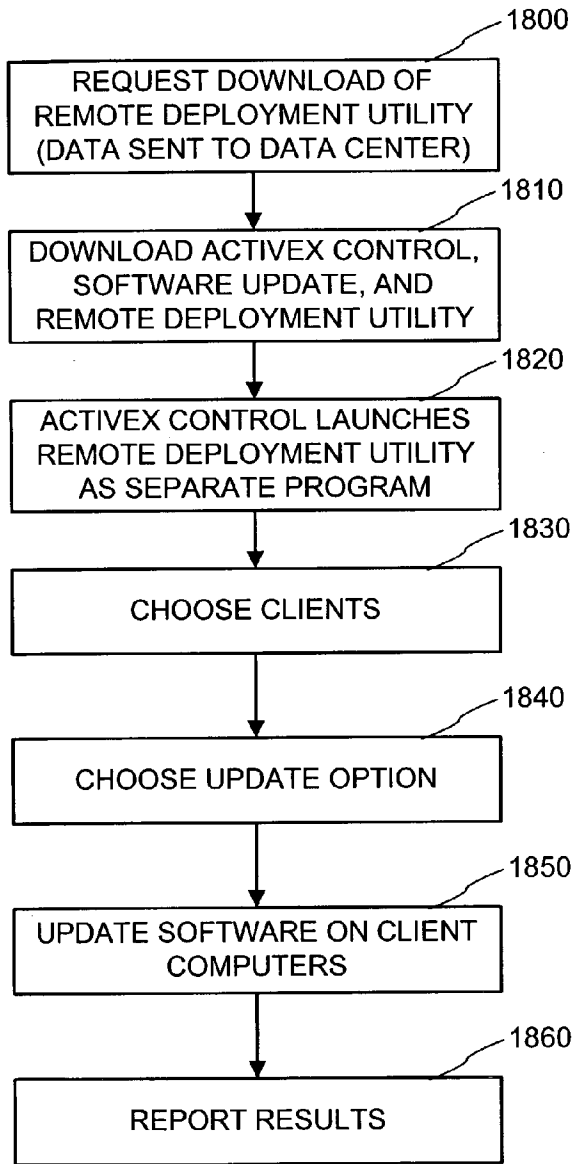 1800
REQUEST DOWNLOAD OF
REMOTE DEPLOYMENT UTILITY
(DATA SENT TO DATA CENTER)
1810
DOWNLOAD ACTIVEX CONTROL,
SOFTWARE UPDATE, AND
REMOTE DEPLOYMENT UTILITY
1820
ACTIVEX CONTROL LAUNCHES
REMOTE DEPLOYMENT UTILITY
AS SEPARATE PROGRAM
1830
CHOOSE CLIENTS
1840
CHOOSE UPDATE OPTION
1850
UPDATE SOFTWARE ON CLIENT
COMPUTERS
1860
REPORT RESULTS